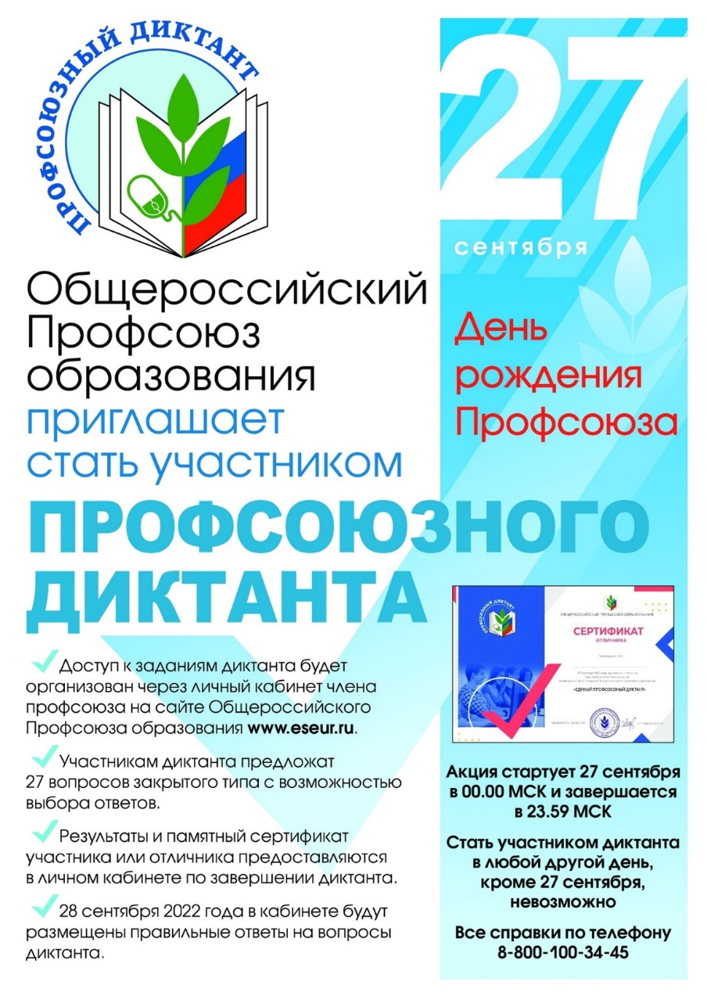 ПРОФСОЮЗНЫЙ ДИКТАНТ
27
сентября
Общероссийский
Профсоюз
образования
приглашает
стать участником
День
рождения
Профсоюза
ПРОФСОЮЗНОГО
ДИКТАНТА
Доступ к заданиям диктанта будет
организован через личный кабинет члена
профсоюза на сайте Общероссийского
Профсоюза образования www.eseur.ru.
Участникам диктанта предложат
27 вопросов закрытого типа с возможностью
выбора ответов.
Результаты и памятный сертификат
участника или отличника предоставляются
в личном кабинете по завершении диктанта.
28 сентября 2022 года в кабинете будут
размещены правильные ответы на вопросы
диктанта.
ПРОФСОЮЗНЫЙ ДИКТАНТ
ОБЩЕРОССИЙСКИЙ ПРОФСОЮЗ ОБРАЗОВАНИЯ
СЕРТИФИКАТ
ОТЛИЧНИКА
«ЕДИНЫЙ ПРОФСОЮЗНЫЙ ДИКТАНТ»
Акция стартует 27 сентября
в 00.00 МСК и завершается
в 23.59 МСК
Стать участником диктанта
в любой другой день,
кроме 27 сентября,
невозможно
Все справки по телефону
8-800-100-34-45